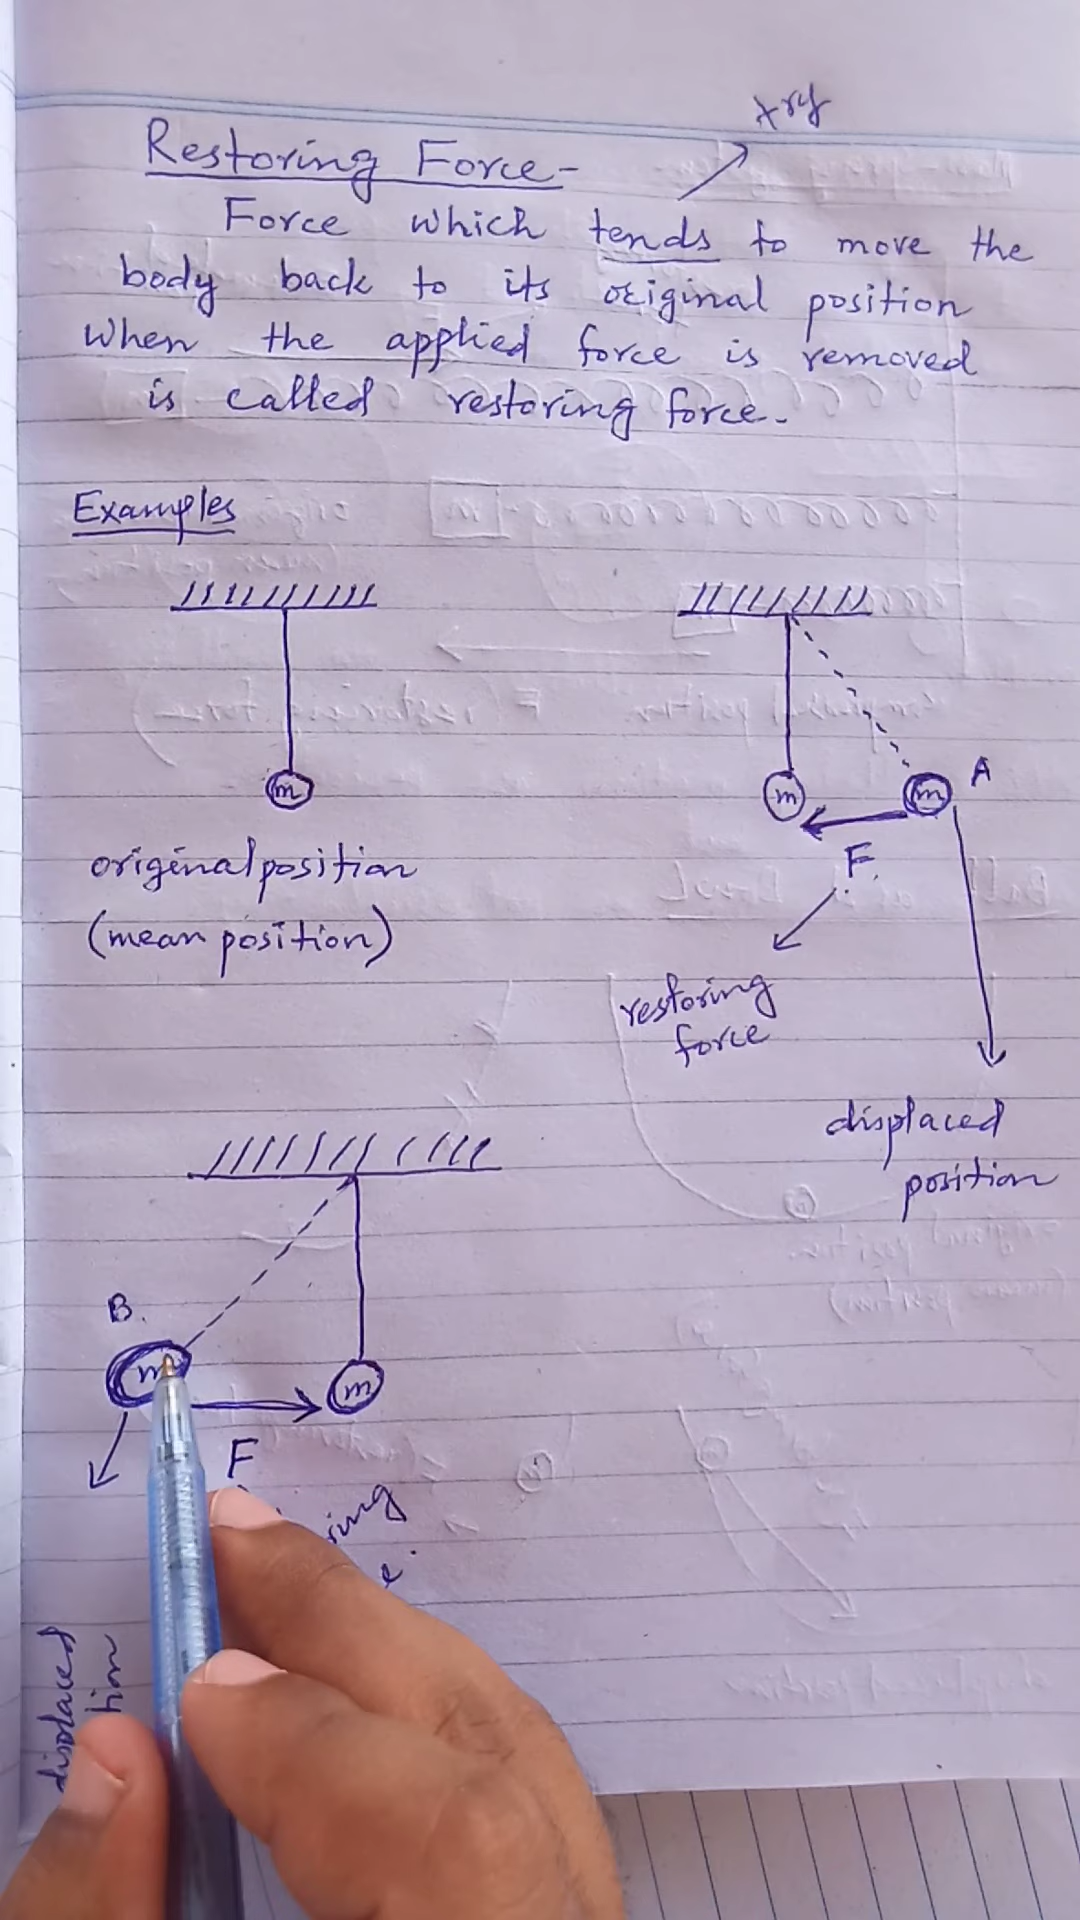 try
Restoring Force-
Force which tends to move the
body back to its original position
When the applied force is removed
is called restoring force.
Examples
m
original position
(mean position)
m
m
A
F.
restoring
force
displaced
position
B.
m
m
F
displaced